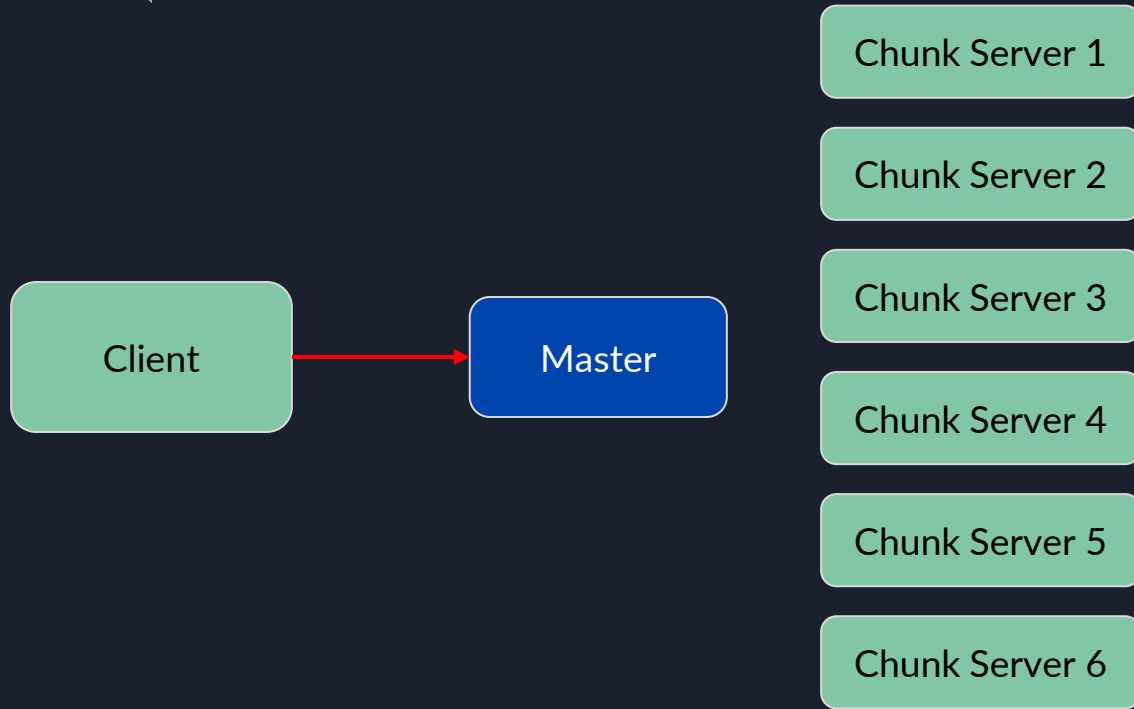 Chunk Server 1
Chunk Server 2
Chunk Server 3
Client
Master
Chunk Server 4
Chunk Server 5
Chunk Server 6